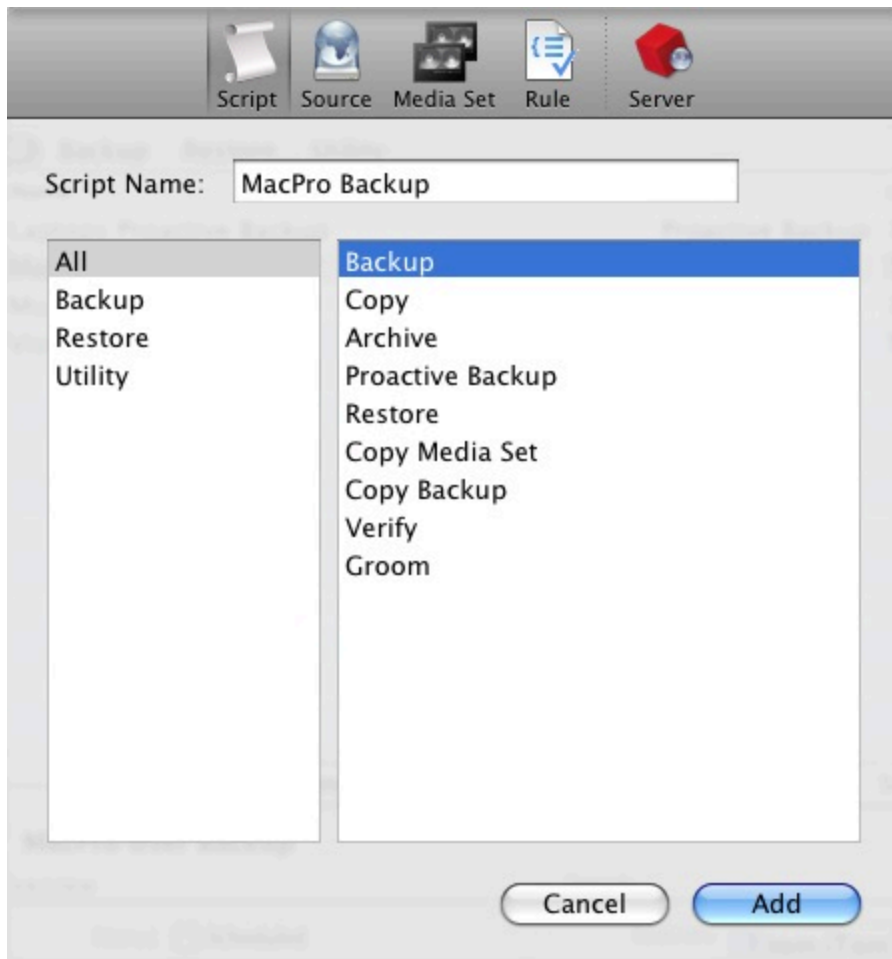 Script Source Media Set Rule Server
Script Name: MacPro Backup
All
Backup
Restore
Utility
Backup
Copy
Archive
Proactive Backup
Restore
Copy Media Set
Copy Backup
Verify
Groom
Cancel Add